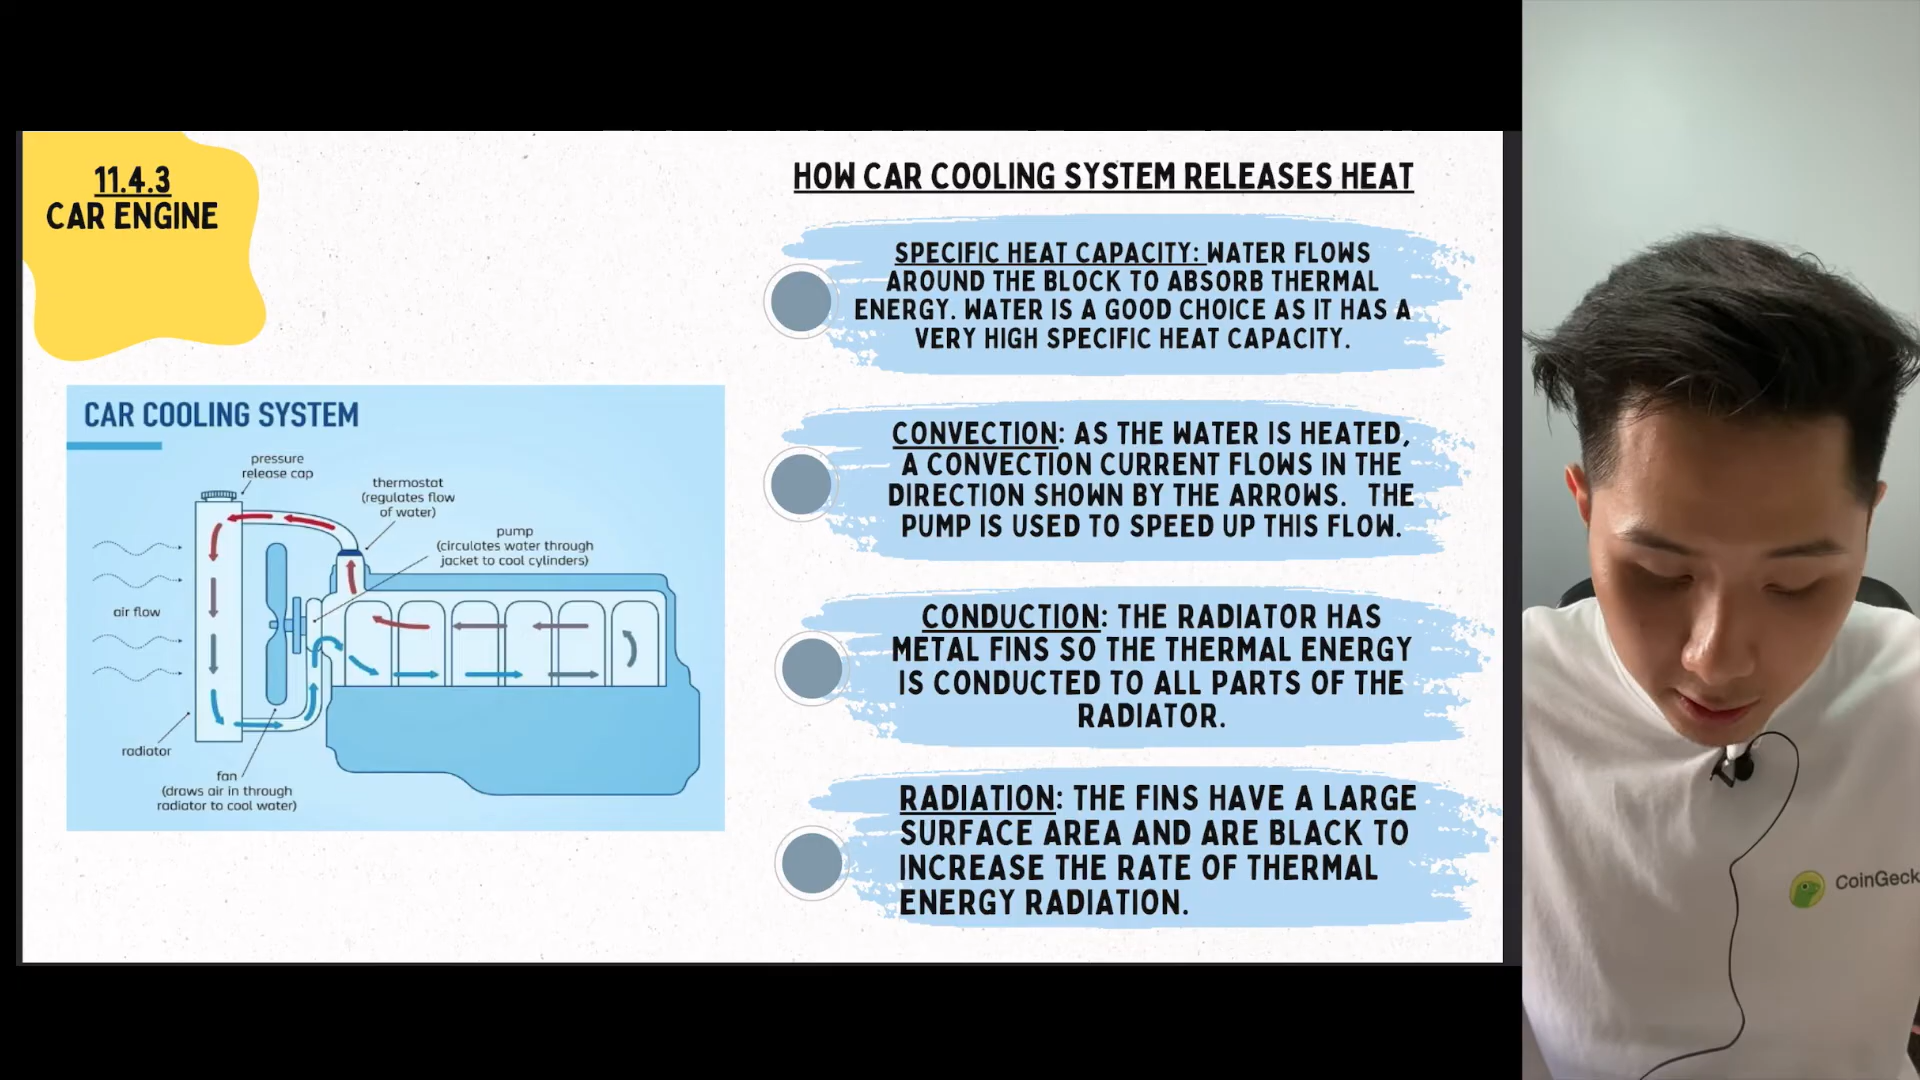 11.4.3
CAR ENGINE
HOW CAR COOLING SYSTEM RELEASES HEAT
SPECIFIC HEAT CAPACITY: WATER FLOWS
AROUND THE BLOCK TO ABSORB THERMAL
ENERGY. WATER IS A GOOD CHOICE AS IT HAS A
VERY HIGH SPECIFIC HEAT CAPACITY.
CONVECTION: AS THE WATER IS HEATED,
A CONVECTION CURRENT FLOWS IN THE
DIRECTION SHOWN BY THE ARROWS. THE
PUMP IS USED TO SPEED UP THIS FLOW.
CONDUCTION: THE RADIATOR HAS
METAL FINS SO THE THERMAL ENERGY
IS CONDUCTED TO ALL PARTS OF THE
RADIATOR.
RADIATION: THE FINS HAVE A LARGE
SURFACE AREA AND ARE BLACK TO
INCREASE THE RATE OF THERMAL
ENERGY RADIATION.
CAR COOLING SYSTEM
pressure
release cap
thermostat
(regulates flow
of water)
pump
(circulates water through
jacket to cool cylinders)
air flow
radiator
fan
(draws air in through
radiator to cool water)
CoinGeck